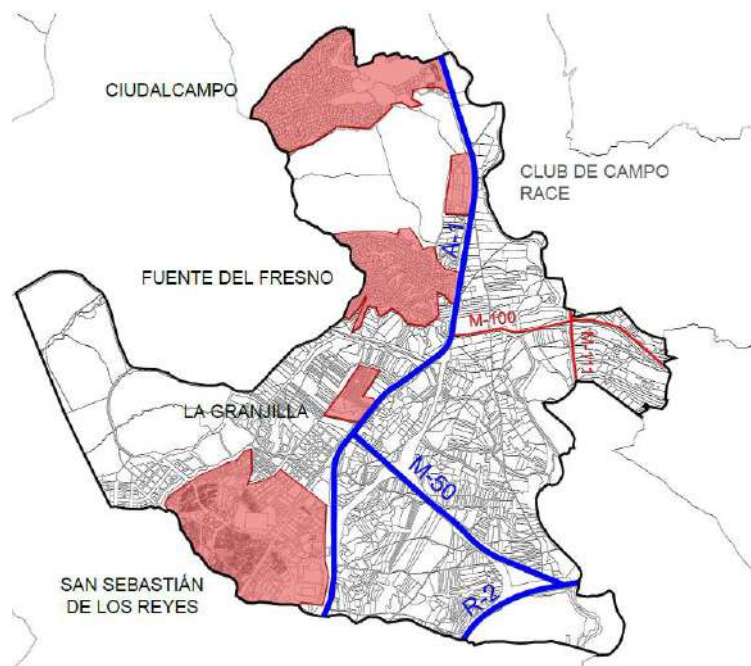 CIUDALCAMPO
CLUB DE CAMPO
RACE
A-1
FUENTE DEL FRESNO
M-100
M-111
LA GRANJILLA
M-50
SAN SEBASTIÁN
DE LOS REYES
R-2